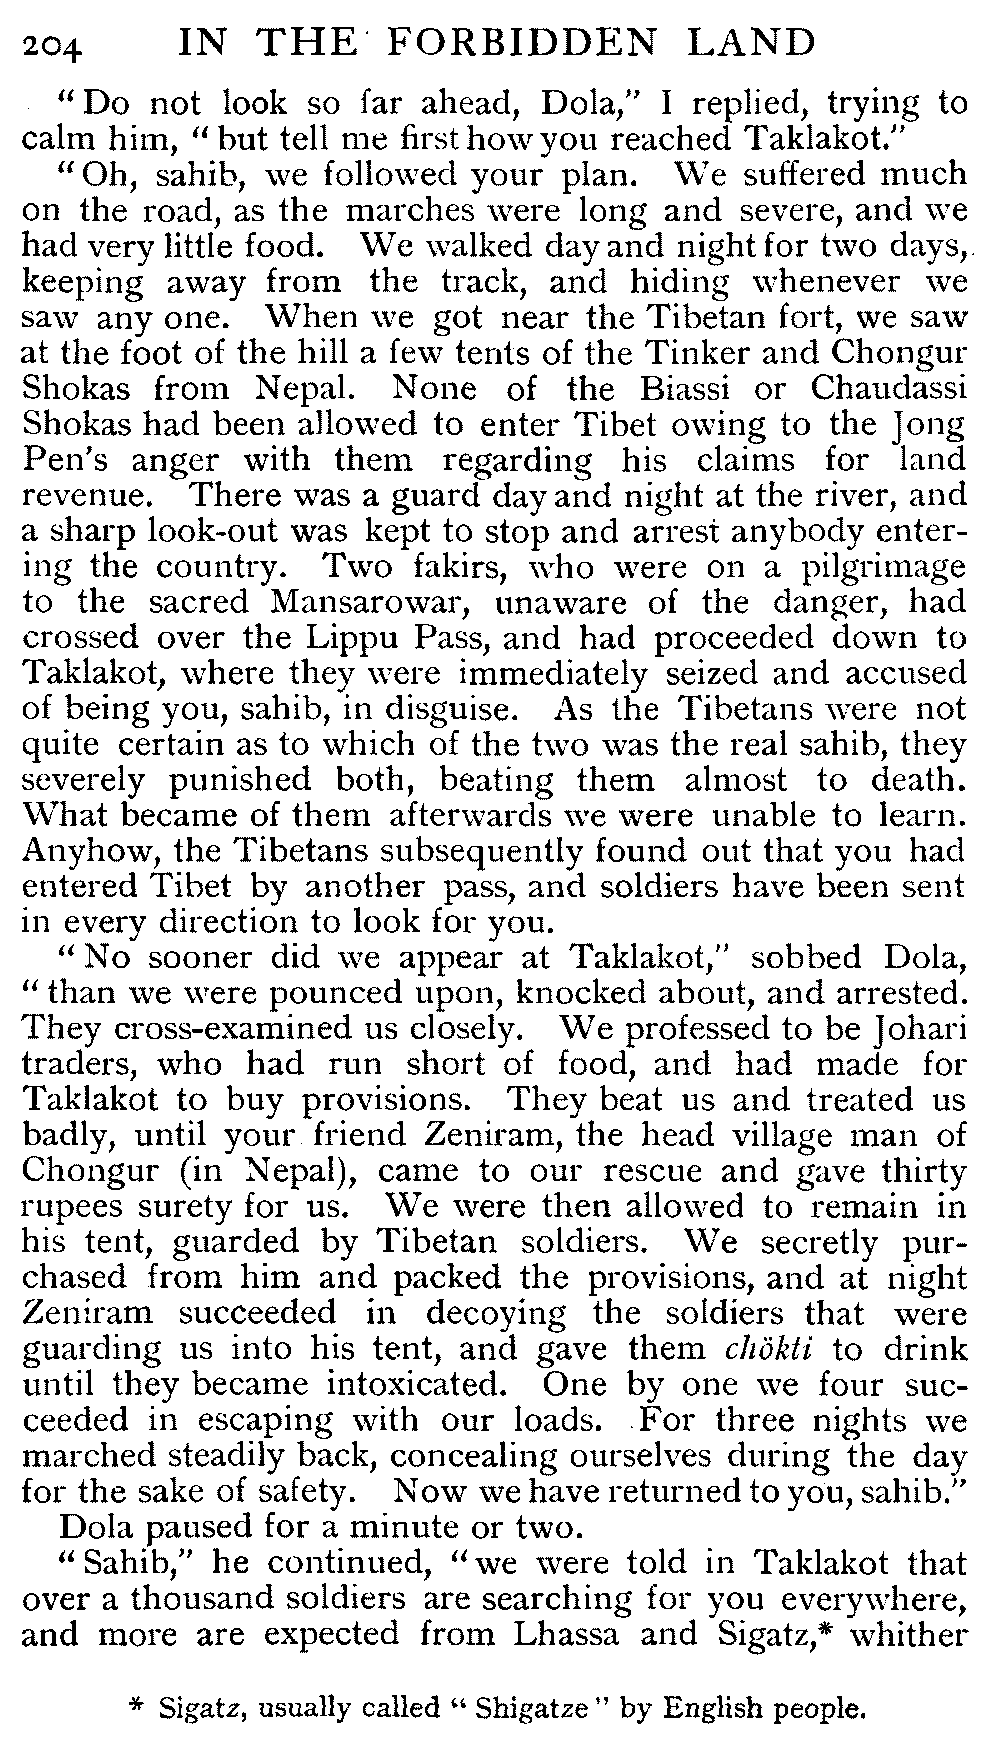 204 IN THE FORBIDDEN LAND
"Do not look so far ahead, Dola," I replied, trying to
calm him, "but tell me first how you reached Taklakot."
"Oh, sahib, we followed your plan. We suffered much
on the road, as the marches were long and severe, and we
had very little food. We walked day and night for two days,
keeping away from the track, and hiding whenever we
saw any one. When we got near the Tibetan fort, we saw
at the foot of the hill a few tents of the Tinker and Chongur
Shokas from Nepal. None of the Biassi or Chaudassi
Shokas had been allowed to enter Tibet owing to the Jong
Pen's anger with them regarding his claims for land
revenue. There was a guard day and night at the river, and
a sharp look-out was kept to stop and arrest anybody enter-
ing the country. Two fakirs, who were on a pilgrimage
to the sacred Mansarowar, unaware of the danger, had
crossed over the Lippu Pass, and had proceeded down to
Taklakot, where they were immediately seized and accused
of being you, sahib, in disguise. As the Tibetans were not
quite certain as to which of the two was the real sahib, they
severely punished both, beating them almost to death.
What became of them afterwards we were unable to learn.
Anyhow, the Tibetans subsequently found out that you had
entered Tibet by another pass, and soldiers have been sent
in every direction to look for you.
"No sooner did we appear at Taklakot," sobbed Dola,
"than we were pounced upon, knocked about, and arrested.
They cross-examined us closely. We professed to be Johari
traders, who had run short of food, and had made for
Taklakot to buy provisions. They beat us and treated us
badly, until your friend Zeniram, the head village man of
Chongur (in Nepal), came to our rescue and gave thirty
rupees surety for us. We were then allowed to remain in
his tent, guarded by Tibetan soldiers. We secretly pur-
chased from him and packed the provisions, and at night
Zeniram succeeded in decoying the soldiers that were
guarding us into his tent, and gave them chökti to drink
until they became intoxicated. One by one we four suc-
ceeded in escaping with our loads. For three nights we
marched steadily back, concealing ourselves during the day
for the sake of safety. Now we have returned to you, sahib."
Dola paused for a minute or two.
"Sahib," he continued, "we were told in Taklakot that
over a thousand soldiers are searching for you everywhere,
and more are expected from Lhassa and Sigatz,* whither
* Sigatz, usually called "Shigatze" by English people.